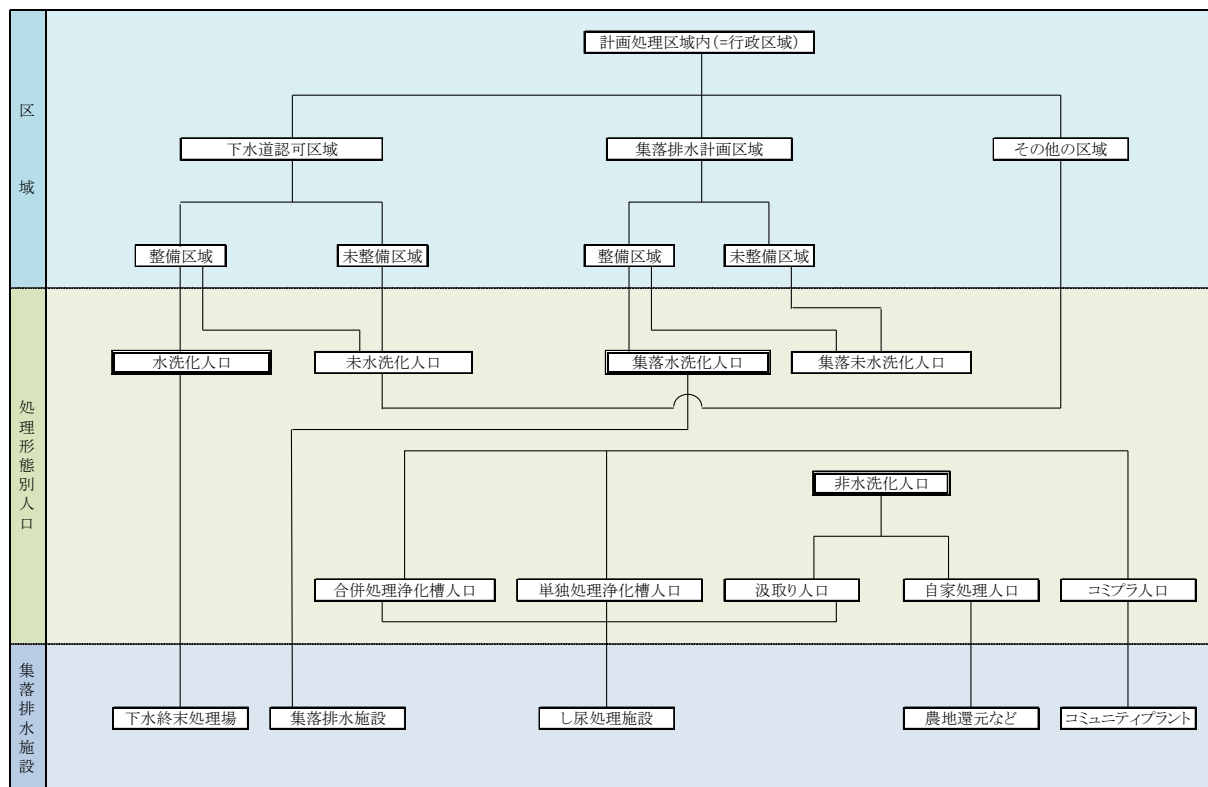 計画処理区域内(=行政区域)
区域
下水道認可区域
集落排水計画区域
その他の区域
整備区域
未整備区域
整備区域
未整備区域
処理形態別人口
水洗化人口
未水洗化人口
集落水洗化人口
集落未水洗化人口
非水洗化人口
合併処理浄化槽人口
単独処理浄化槽人口
汲取り人口
自家処理人口
コミプラ人口
集落排水施設
下水終末処理場
集落排水施設
し尿処理施設
農地還元など
コミュニティプラント